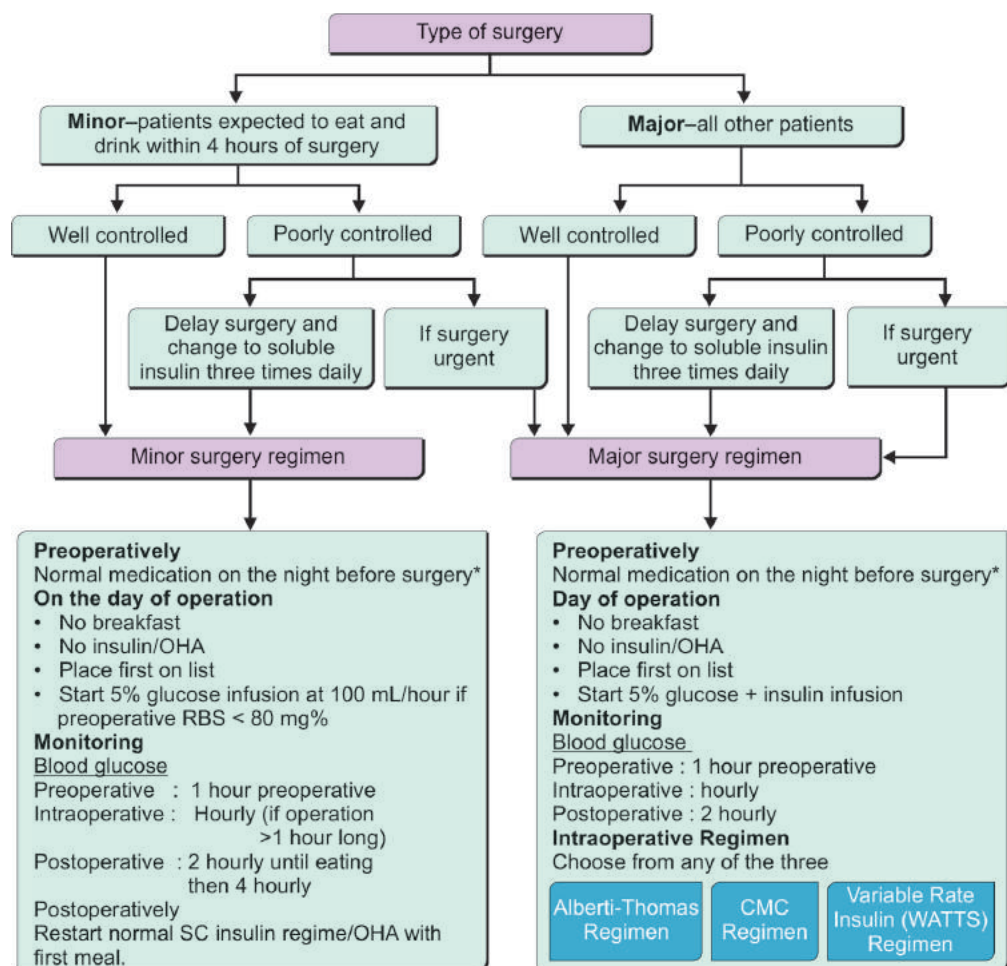 Type of surgery
Minor–patients expected to eat and
drink within 4 hours of surgery
Major–all other patients
Well controlled
Poorly controlled
Well controlled
Poorly controlled
Delay surgery and
change to soluble
insulin three times daily
If surgery
urgent
Delay surgery and
change to soluble insulin
three times daily
If surgery
urgent
Minor surgery regimen
Major surgery regimen
Preoperatively
Normal medication on the night before surgery*
On the day of operation
• No breakfast
• No insulin/OHA
• Place first on list
• Start 5% glucose infusion at 100 mL/hour if
preoperative RBS < 80 mg%
Monitoring
Blood glucose
Preoperative : 1 hour preoperative
Intraoperative : Hourly (if operation
>1 hour long)
Postoperative : 2 hourly until eating
then 4 hourly
Postoperatively
Restart normal SC insulin regime/OHA with
first meal.
Preoperatively
Normal medication on the night before surgery*
Day of operation
• No breakfast
• No insulin/OHA
• Place first on list
• Start 5% glucose + insulin infusion
Monitoring
Blood glucose
Preoperative : 1 hour preoperative
Intraoperative : hourly
Postoperative : 2 hourly
Intraoperative Regimen
Choose from any of the three
Alberti-Thomas
Regimen
CMC
Regimen
Variable Rate
Insulin (WATTS)
Regimen